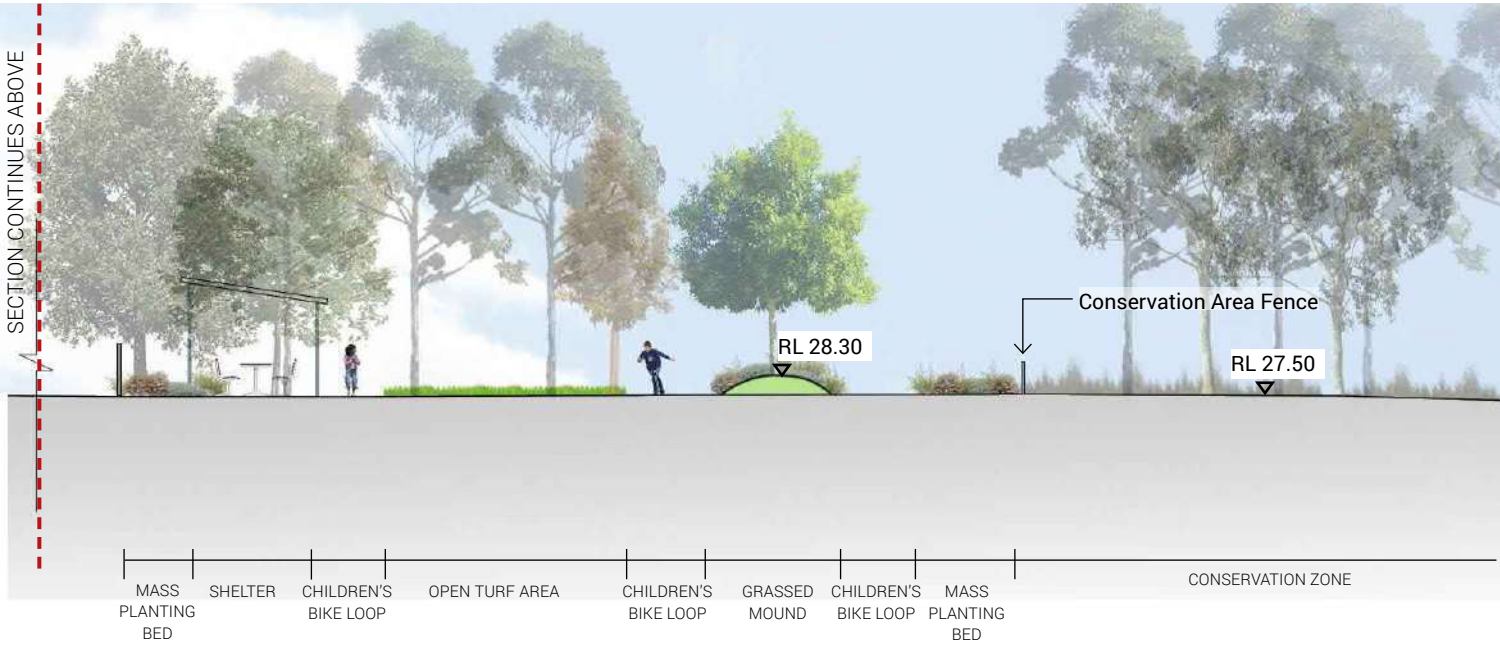 SECTION CONTINUES ABOVE
RL 28.30
Conservation Area Fence
RL 27.50
MASS
PLANTING
BED
SHELTER
CHILDREN'S
BIKE LOOP
OPEN TURF AREA
CHILDREN'S
BIKE LOOP
GRASSED
MOUND
CHILDREN'S
BIKE LOOP
MASS
PLANTING
BED
CONSERVATION ZONE